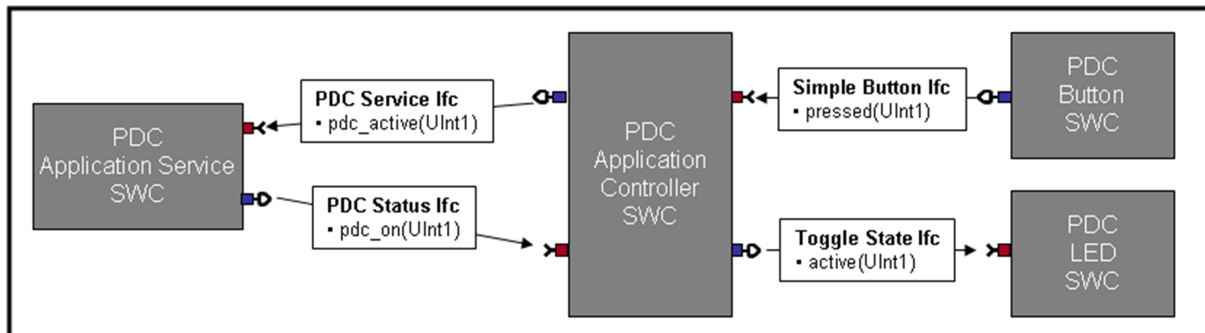 PDC
Application Service
SWC
PDC Service Ifc
▪ pdc_active(UInt1)
PDC Status Ifc
▪ pdc_on(UInt1)
PDC
Application
Controller
SWC
Simple Button Ifc
▪ pressed(UInt1)
Toggle State Ifc
▪ active(UInt1)
PDC
Button
SWC
PDC
LED
SWC